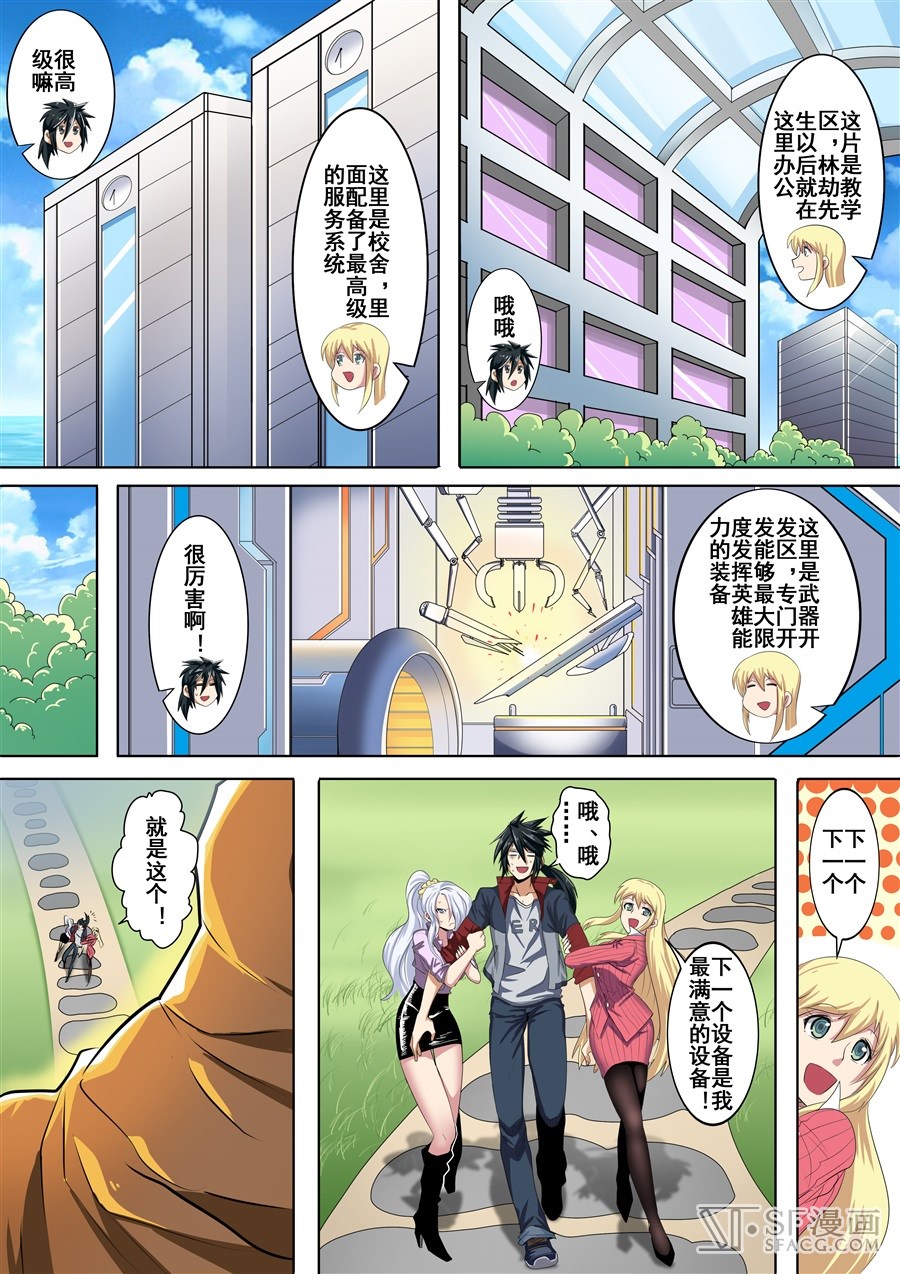 这片是教学
区，林劫先
生以后就在
这里办公
哦哦
这里是校舍，里
面配备了最高级
的服务系统
很高
级嘛
这里是武器开
发区，专门开
发能够最大限
度发挥英雄能
力的装备
很厉害啊！
下一个
下一个
哦、哦
……
下一个设备是我
最满意的设备！
ER
就是这个！
SF漫画
SFACG.COM